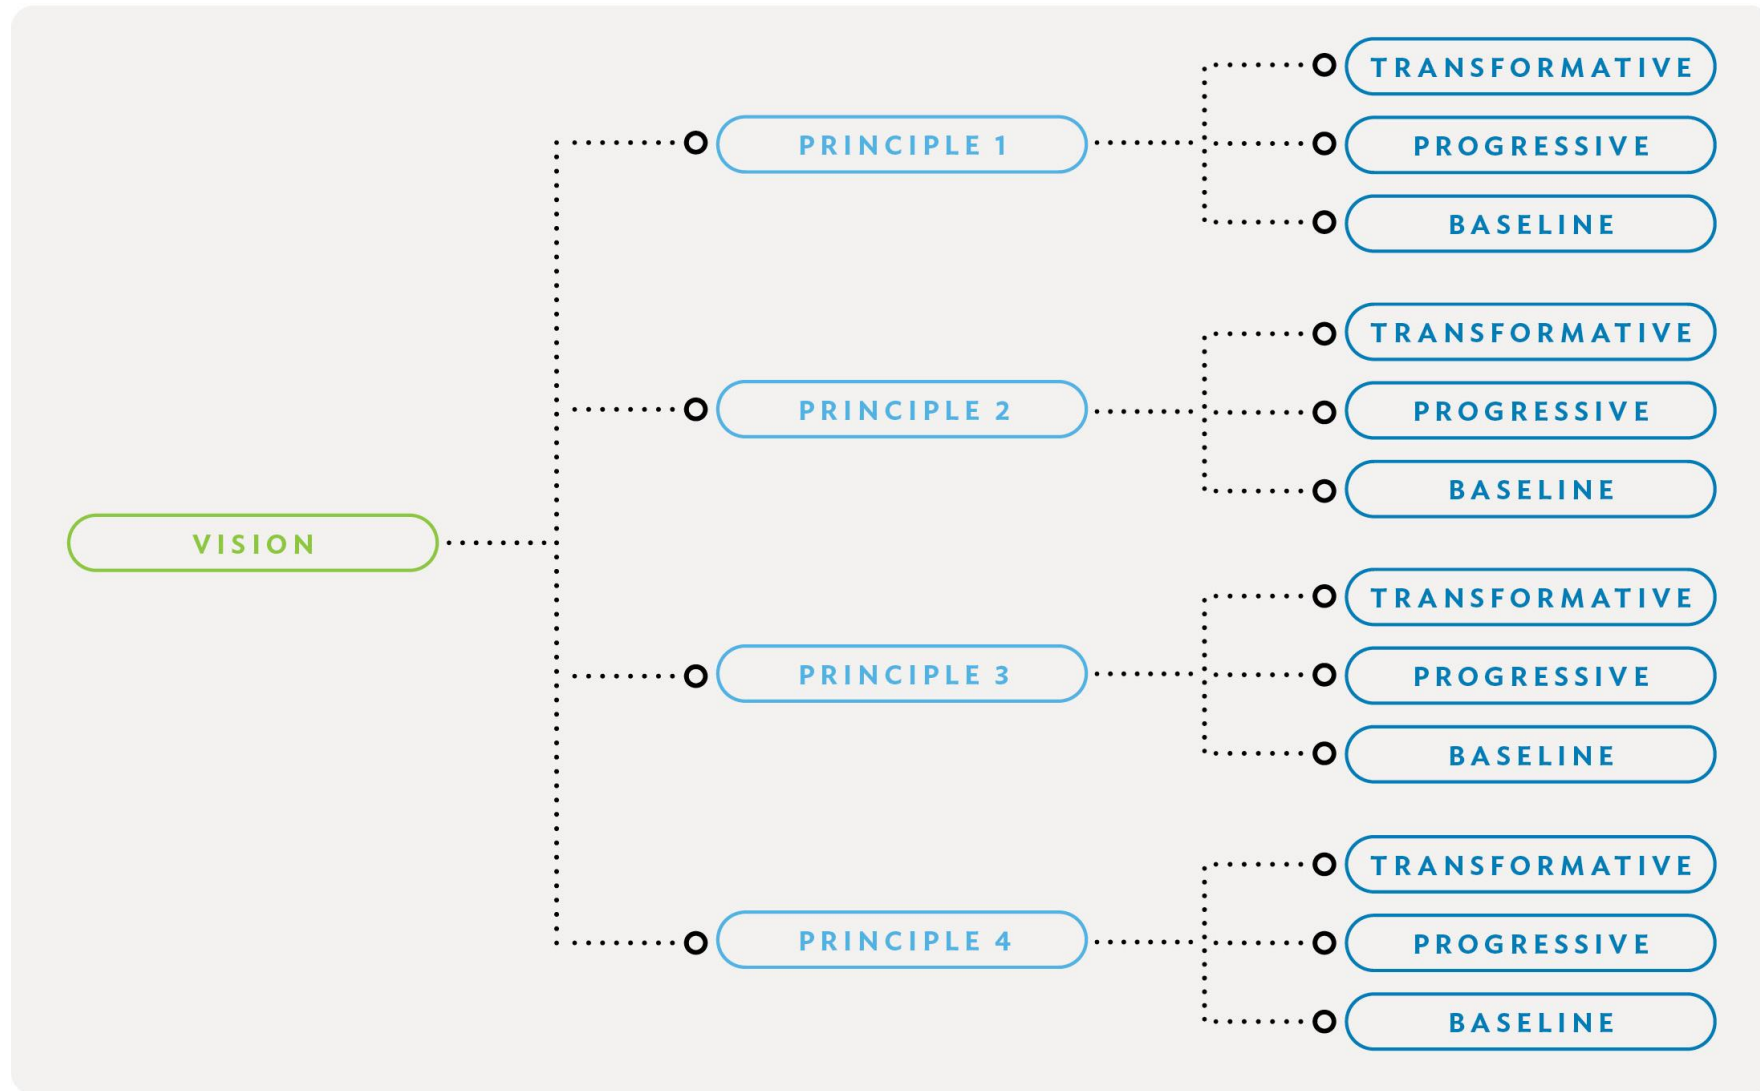 VISION
PRINCIPLE 1
TRANSFORMATIVE
PROGRESSIVE
BASELINE
PRINCIPLE 2
TRANSFORMATIVE
PROGRESSIVE
BASELINE
PRINCIPLE 3
TRANSFORMATIVE
PROGRESSIVE
BASELINE
PRINCIPLE 4
TRANSFORMATIVE
PROGRESSIVE
BASELINE